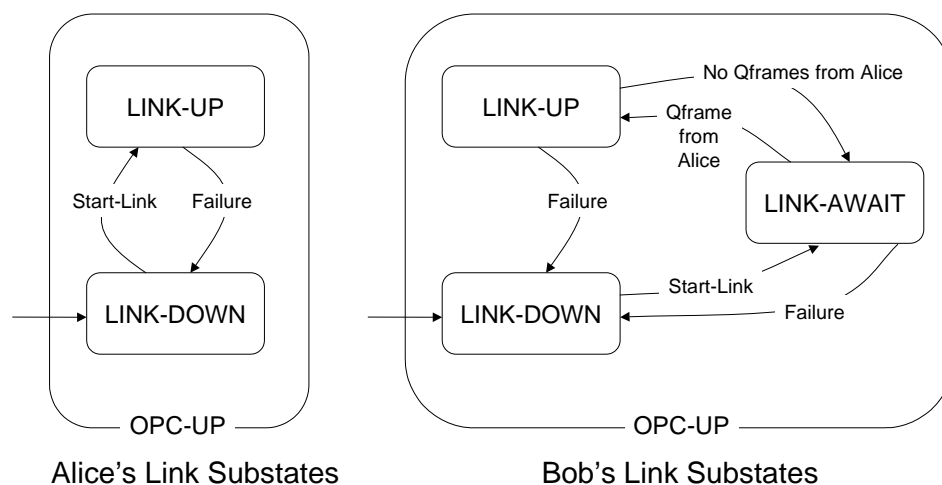 LINK-UP
Start-Link
Failure
LINK-DOWN
OPC-UP
Alice’s Link Substates
LINK-UP
No Qframes from Alice
Qframe
from
Alice
LINK-AWAIT
Failure
Start-Link
LINK-DOWN
Failure
OPC-UP
Bob’s Link Substates